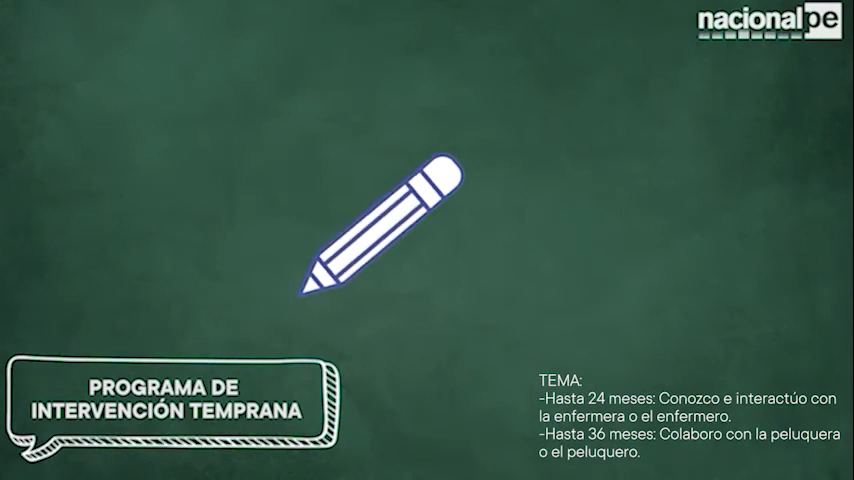 nacionalpe
PROGRAMA DE
INTERVENCIÓN TEMPRANA
TEMA:
-Hasta 24 meses: Conozco e interactúo con
la enfermera o el enfermero.
-Hasta 36 meses: Colaboro con la peluquera
o el peluquero.